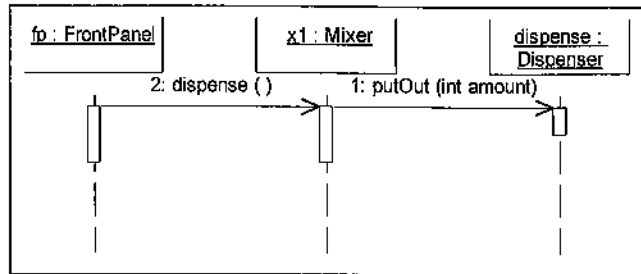 fp : FrontPanel
x1 : Mixer
dispense :
Dispenser
2: dispense ( )
1: putOut (int amount)